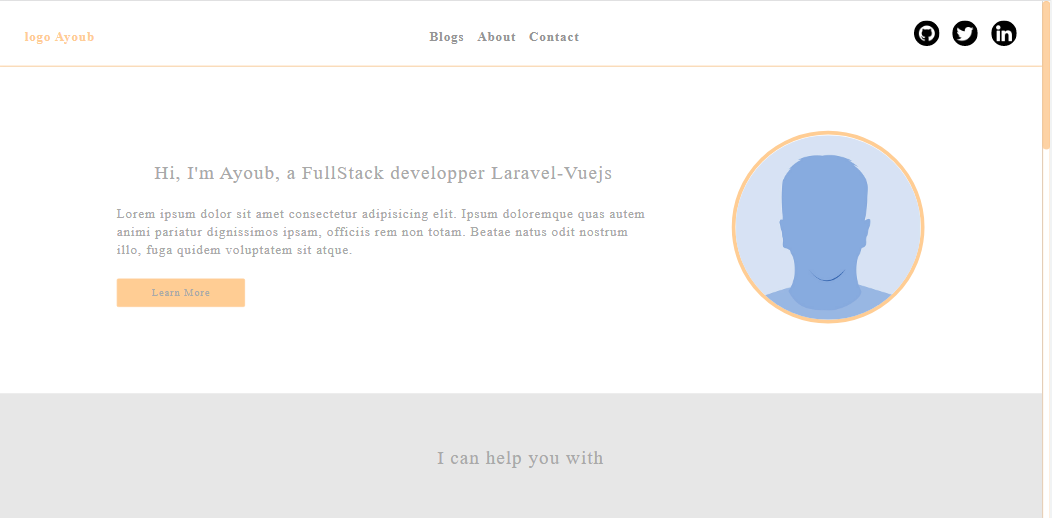 logo Ayoub
Blogs About Contact
Hi, I'm Ayoub, a FullStack developper Laravel-Vuejs
Lorem ipsum dolor sit amet consectetur adipisicing elit. Ipsum doloremque quas autem
animi pariatur dignissimos ipsam, officiis rem non totam. Beatae natus odit nostrum
illo, fuga quidem voluptatem sit atque.
Learn More
I can help you with